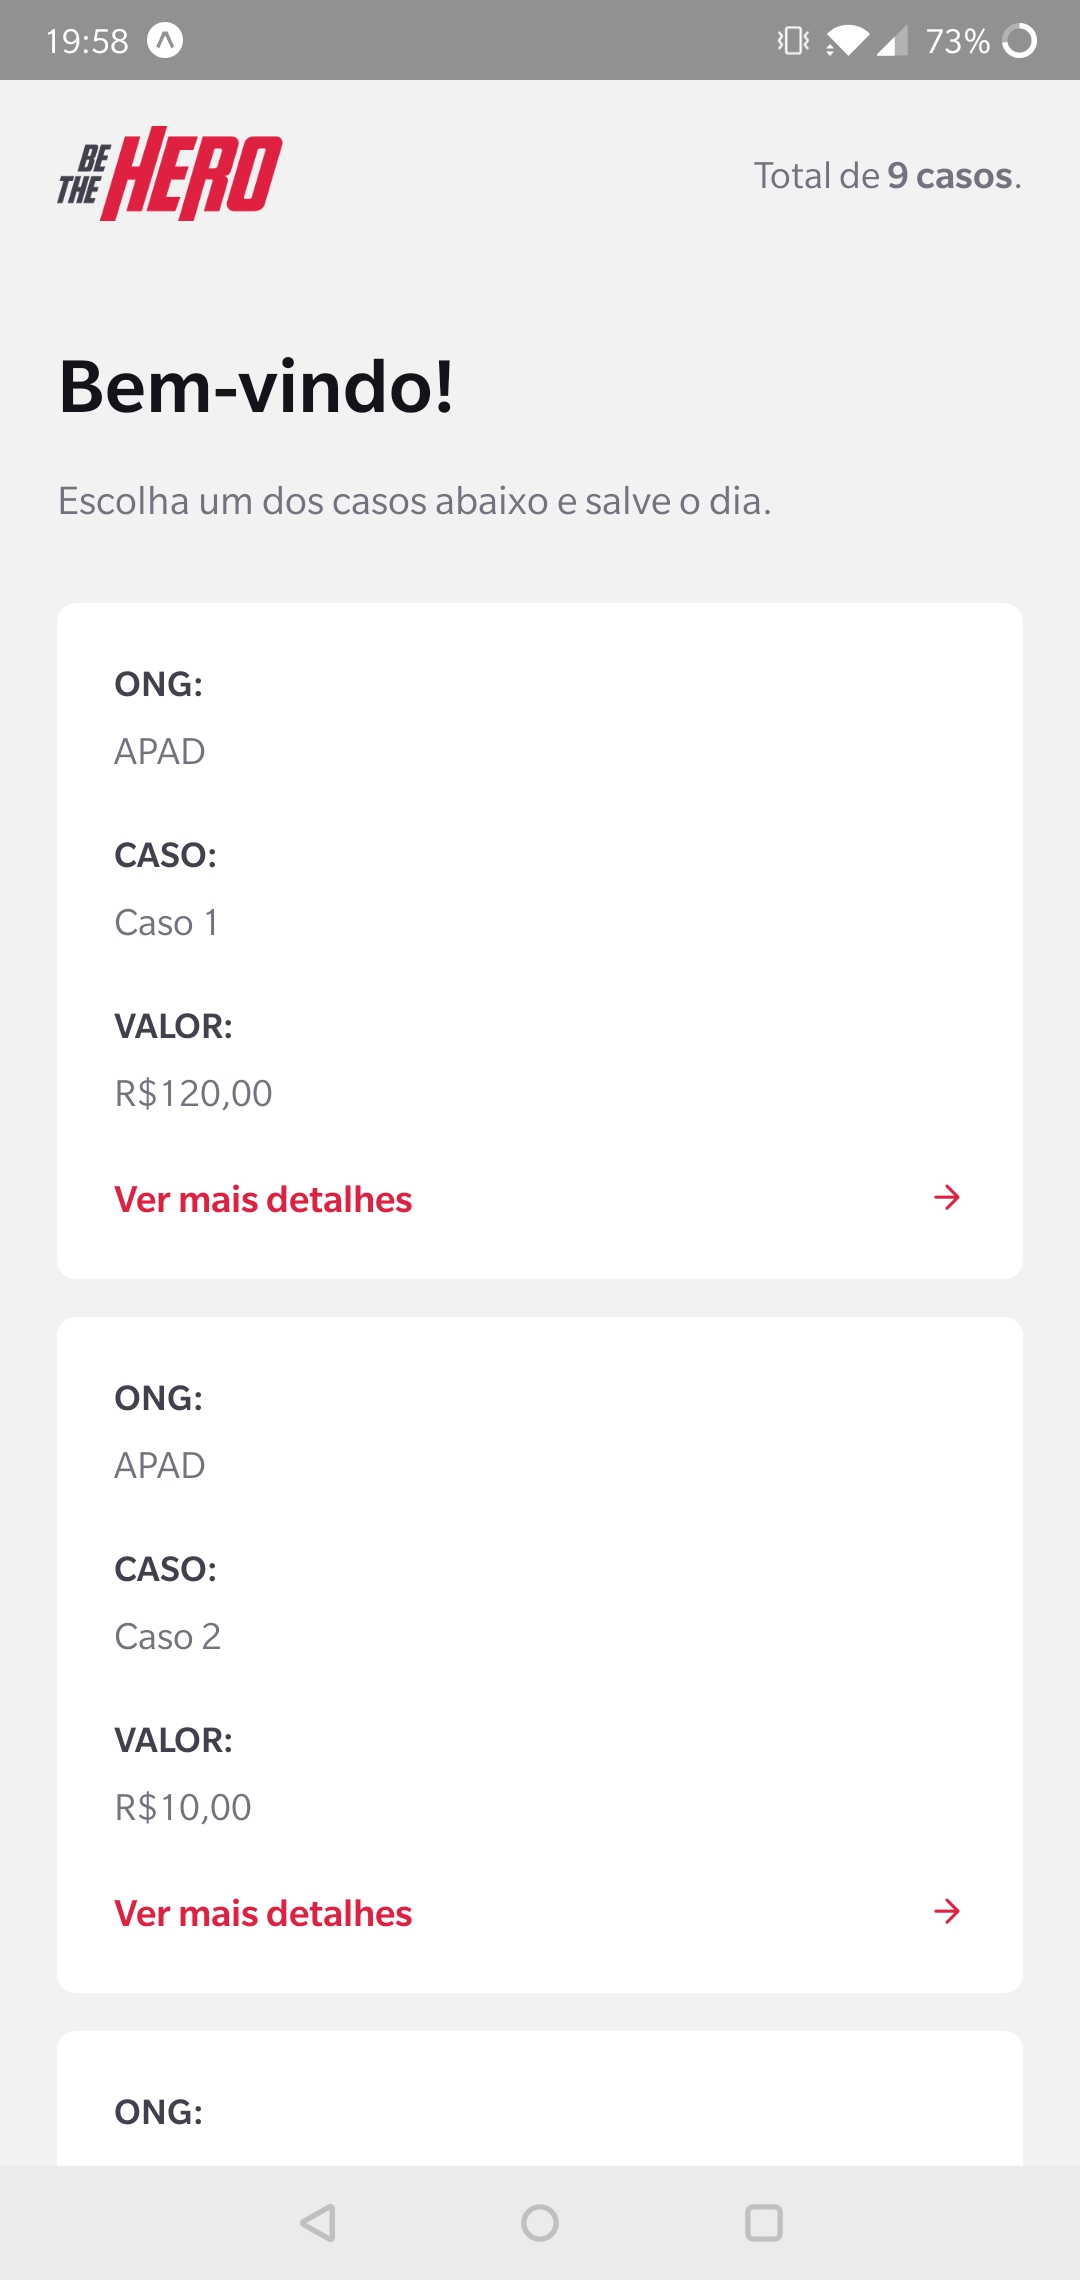 19:58
73%
BE
THE HERO
Total de 9 casos.
Bem-vindo!
Escolha um dos casos abaixo e salve o dia.
ONG:
APAD
CASO:
Caso 1
VALOR:
R$120,00
Ver mais detalhes
ONG:
APAD
CASO:
Caso 2
VALOR:
R$10,00
Ver mais detalhes
ONG: